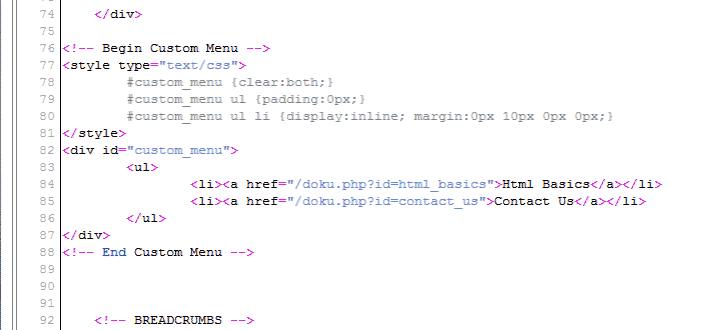 74     </div>
75
76 <!-- Begin Custom Menu -->
77 <style type="text/css">
78         #custom_menu {clear:both;}
79         #custom_menu ul {padding:0px;}
80         #custom_menu ul li {display:inline; margin:0px 10px 0px 0px;}
81 </style>
82 <div id="custom_menu">
83         <ul>
84                 <li><a href="/doku.php?id=html_basics">Html Basics</a></li>
85                 <li><a href="/doku.php?id=contact_us">Contact Us</a></li>
86         </ul>
87 </div>
88 <!-- End Custom Menu -->
89
90
91
92     <!-- BREADCRUMBS -->